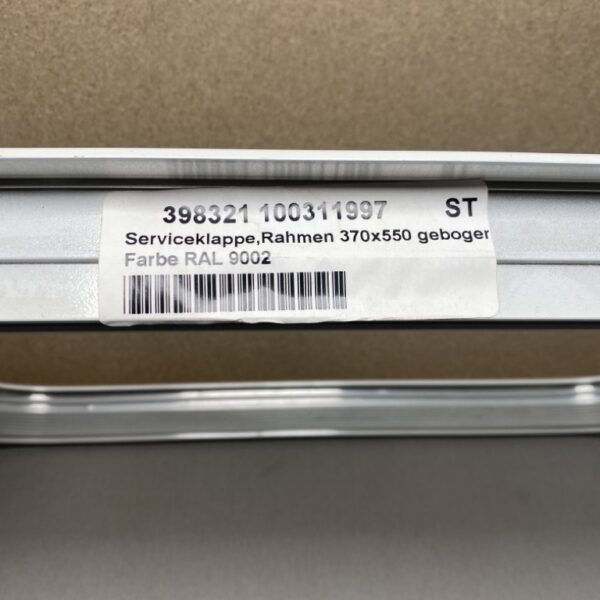 398321 100311997 ST
Serviceklappe,Rahmen 370x550 geboger
Farbe RAL 9002